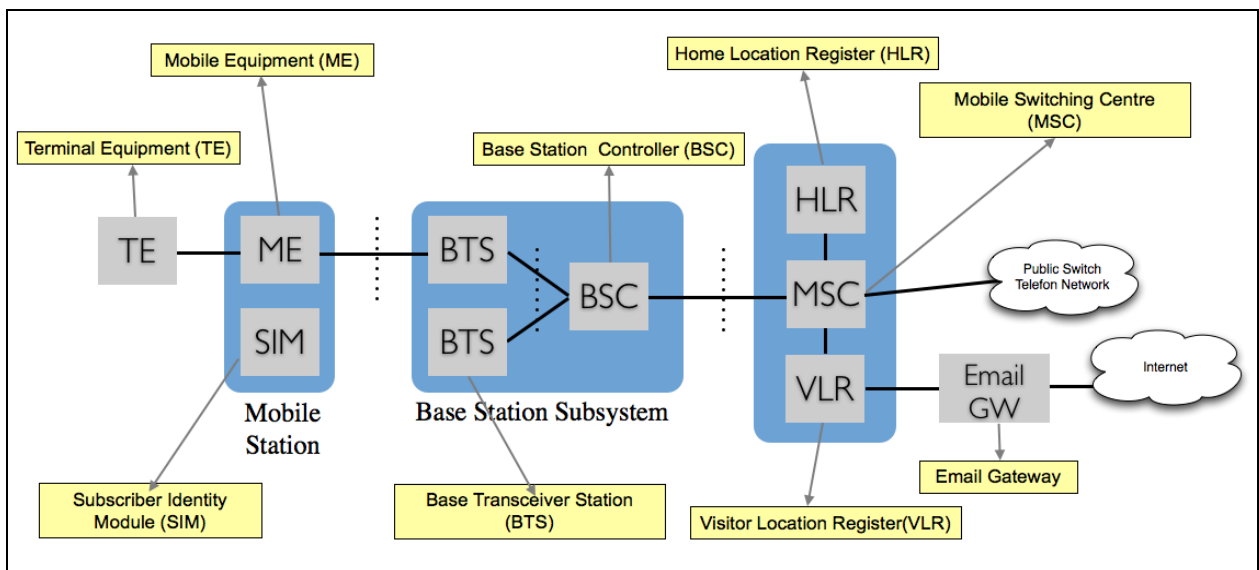 Mobile Equipment (ME)
Home Location Register (HLR)
Mobile Switching Centre
(MSC)
Terminal Equipment (TE)
Base Station  Controller (BSC)
TE
ME
BTS
BSC
HLR
MSC
Public Switch
Telefon Network
SIM
BTS
VLR
Email
GW
Internet
Mobile
Station
Base Station Subsystem
Email Gateway
Subscriber Identity
Module (SIM)
Base Transceiver Station
(BTS)
Visitor Location Register(VLR)